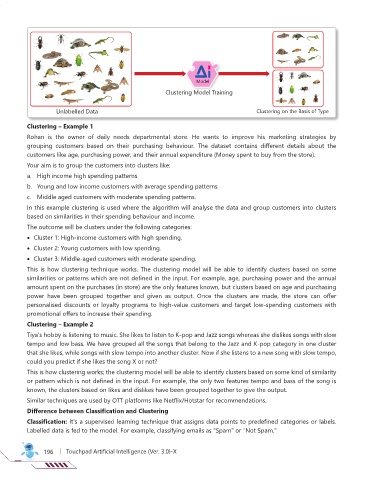 Ai
Model
Clustering Model Training
Unlabelled Data
Clustering on the Basis of Type
Clustering – Example 1
Rohan is the owner of daily needs departmental store. He wants to improve his marketing strategies by
grouping customers based on their purchasing behaviour. The dataset contains different details about the
customers like age, purchasing power, and their annual expenditure (Money spent to buy from the store).
Your aim is to group the customers into clusters like:
a. High income high spending patterns
b. Young and low income customers with average spending patterns
c. Middle aged customers with moderate spending patterns.
In this example clustering is used where the algorithm will analyse the data and group customers into clusters
based on similarities in their spending behaviour and income.
The outcome will be clusters under the following categories:
• Cluster 1: High-income customers with high spending.
• Cluster 2: Young customers with low spending.
• Cluster 3: Middle-aged customers with moderate spending.
This is how clustering technique works. The clustering model will be able to identify clusters based on some
similarities or patterns which are not defined in the input. For example, age, purchasing power and the annual
amount spent on the purchases (in store) are the only features known, but clusters based on age and purchasing
power have been grouped together and given as output. Once the clusters are made, the store can offer
personalised discounts or loyalty programs to high-value customers and target low-spending customers with
promotional offers to increase their spending.
Clustering – Example 2
Tiya's hobby is listening to music. She likes to listen to K-pop and Jazz songs whereas she dislikes songs with slow
tempo and low bass. We have grouped all the songs that belong to the Jazz and K-pop category in one cluster
that she likes, while songs with slow tempo into another cluster. Now if she listens to a new song with slow tempo,
could you predict if she likes the song X or not?
This is how clustering works; the clustering model will be able to identify clusters based on some kind of similarity
or pattern which is not defined in the input. For example, the only two features tempo and bass of the song is
known, the clusters based on likes and dislikes have been grouped together to give the output.
Similar techniques are used by OTT platforms like Netflix/Hotstar for recommendations.
Difference between Classification and Clustering
Classification: It's a supervised learning technique that assigns data points to predefined categories or labels.
Labelled data is fed to the model. For example, classifying emails as "Spam" or "Not Spam."
196 | Touchpad Artificial Intelligence (Ver. 3.0)-X